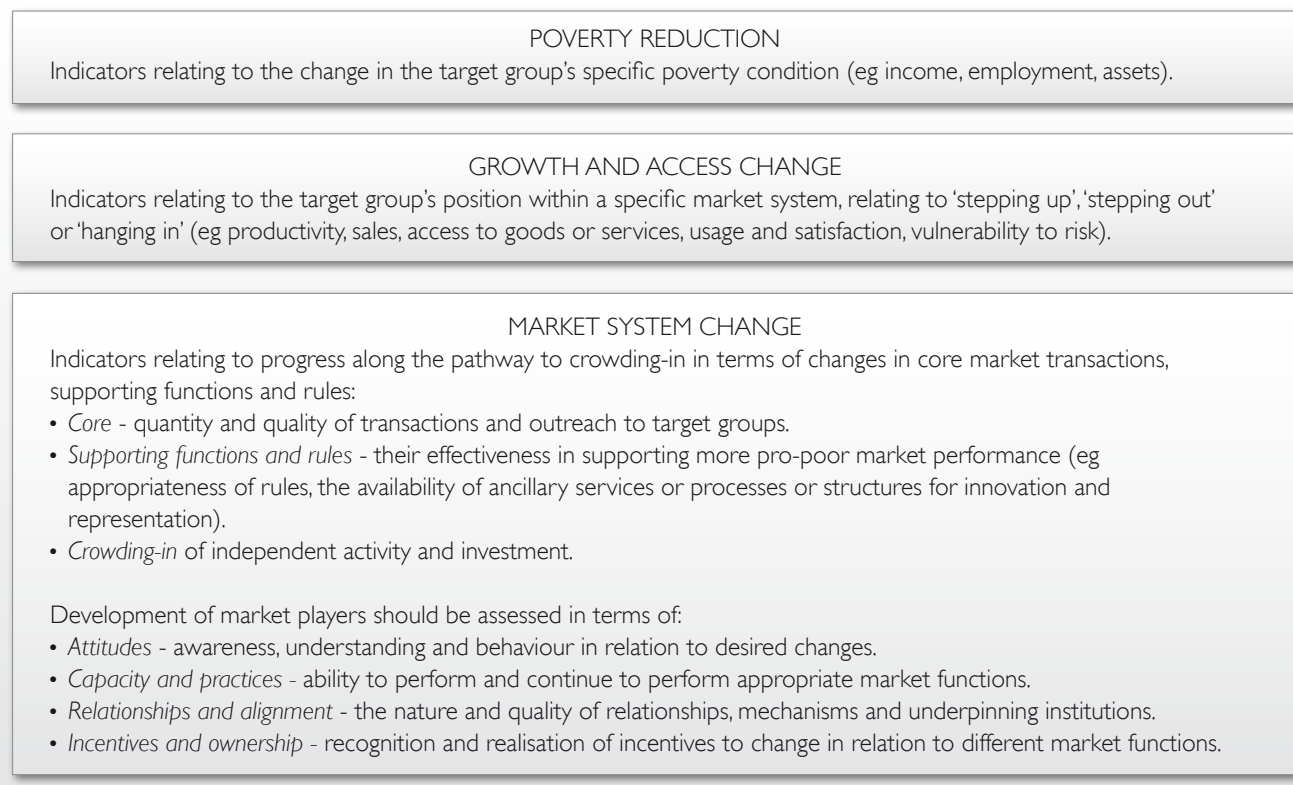 POVERTY REDUCTION
Indicators relating to the change in the target group’s specific poverty condition (eg income, employment, assets).
GROWTH AND ACCESS CHANGE
Indicators relating to the target group’s position within a specific market system, relating to ‘stepping up’, ‘stepping out’
or ‘hanging in’ (eg productivity, sales, access to goods or services, usage and satisfaction, vulnerability to risk).
MARKET SYSTEM CHANGE
Indicators relating to progress along the pathway to crowding-in in terms of changes in core market transactions,
supporting functions and rules:
• Core - quantity and quality of transactions and outreach to target groups.
• Supporting functions and rules - their effectiveness in supporting more pro-poor market performance (eg
appropriateness of rules, the availability of ancillary services or processes or structures for innovation and
representation).
• Crowding-in of independent activity and investment.
Development of market players should be assessed in terms of:
• Attitudes - awareness, understanding and behaviour in relation to desired changes.
• Capacity and practices - ability to perform and continue to perform appropriate market functions.
• Relationships and alignment - the nature and quality of relationships, mechanisms and underpinning institutions.
• Incentives and ownership - recognition and realisation of incentives to change in relation to different market functions.